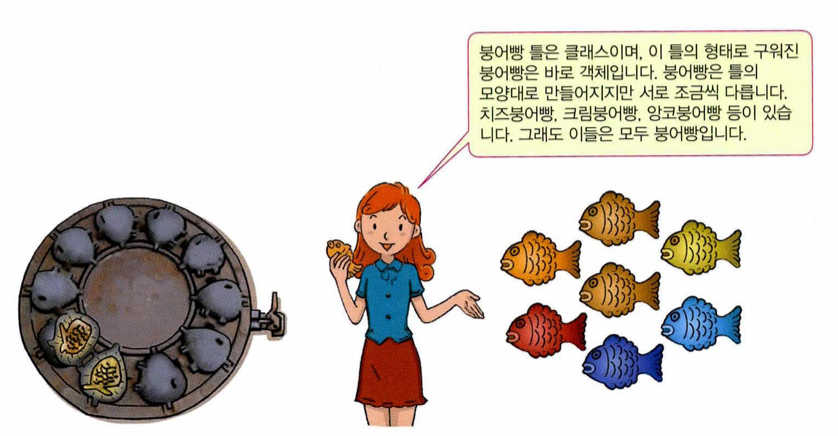 붕어빵 틀은 클래스이며, 이 틀의 형태로 구워진
붕어빵은 바로 객체입니다. 붕어빵은 틀의
모양대로 만들어지지만 서로 조금씩 다릅니다.
치즈붕어빵, 크림붕어빵, 앙코붕어빵 등이 있습
니다. 그래도 이들은 모두 붕어빵입니다.